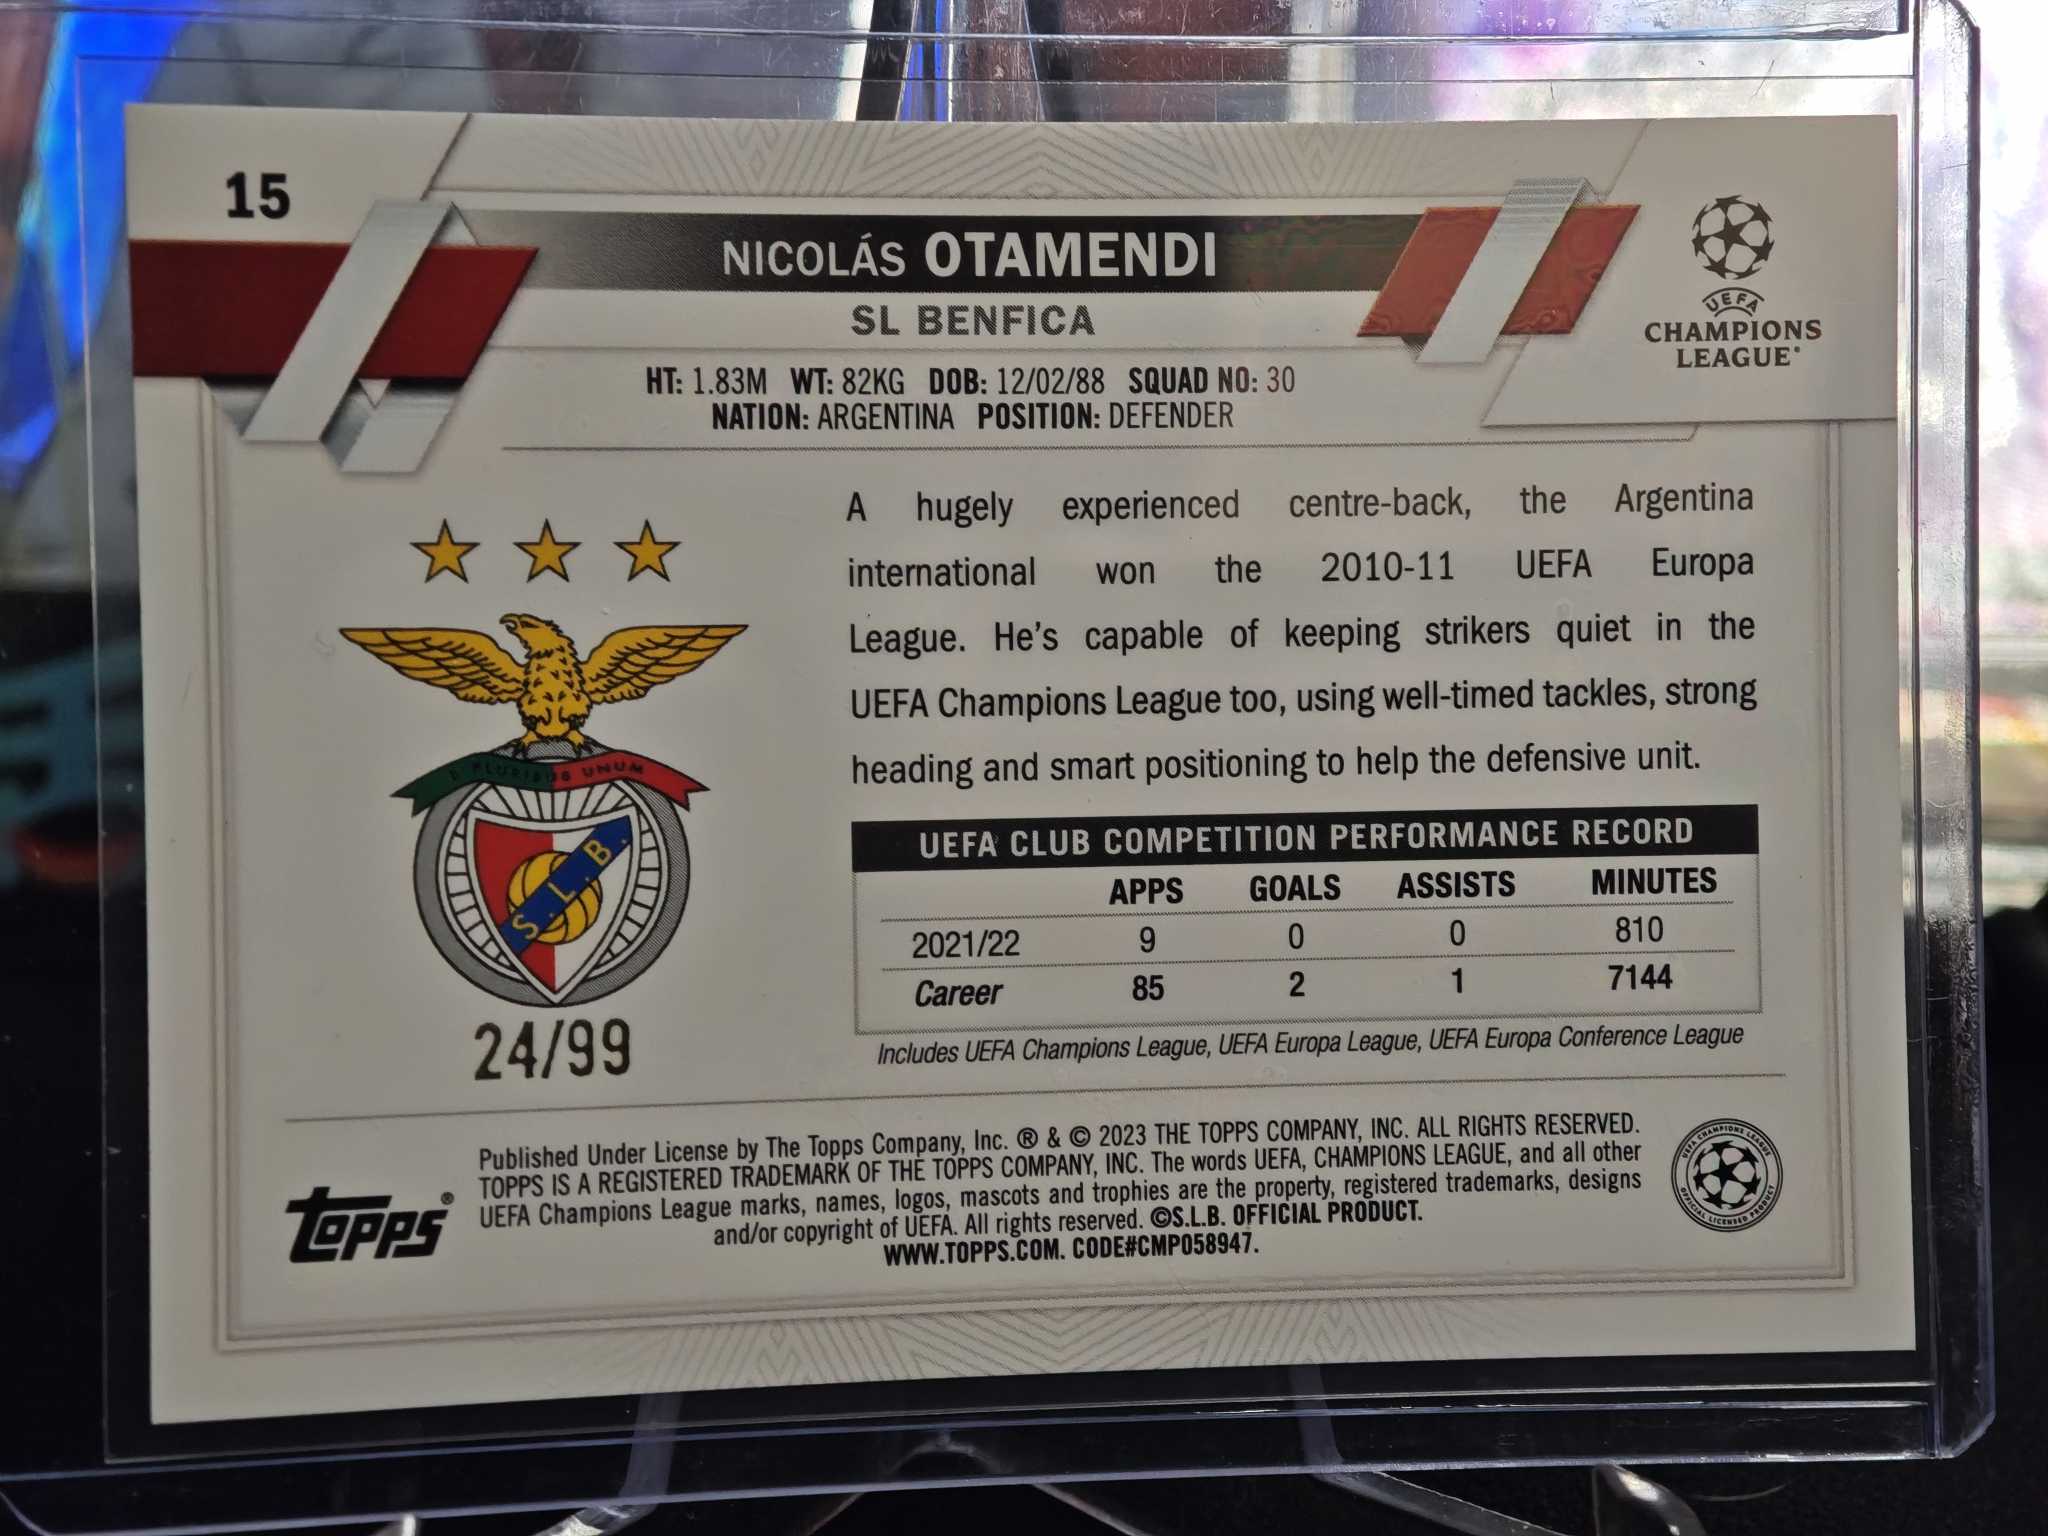 15
NICOLÁS OTAMENDI
SL BENFICA
HT: 1.83M WT: 82KG DOB: 12/02/88 SQUAD NO: 30
NATION: ARGENTINA POSITION: DEFENDER
UEFA
CHAMPIONS
LEAGUE®
A hugely experienced centre-back, the Argentina
international won the 2010-11 UEFA Europa
League. He's capable of keeping strikers quiet in the
UEFA Champions League too, using well-timed tackles, strong
heading and smart positioning to help the defensive unit.
E PLURIBUS UNUM
S.L.B.
24/99
UEFA CLUB COMPETITION PERFORMANCE RECORD
APPS GOALS ASSISTS MINUTES
2021/22 9 0 0 810
Career 85 2 1 7144
Includes UEFA Champions League, UEFA Europa League, UEFA Europa Conference League
topps®
Published Under License by The Topps Company, Inc. ® & © 2023 THE TOPPS COMPANY, INC. ALL RIGHTS RESERVED.
TOPPS IS A REGISTERED TRADEMARK OF THE TOPPS COMPANY, INC. The words UEFA, CHAMPIONS LEAGUE, and all other
UEFA Champions League marks, names, logos, mascots and trophies are the property, registered trademarks, designs
and/or copyright of UEFA. All rights reserved. ©S.L.B. OFFICIAL PRODUCT.
WWW.TOPPS.COM. CODE#CMP058947.
UEFA CHAMPIONS LEAGUE
OFFICIAL LICENSED PRODUCT